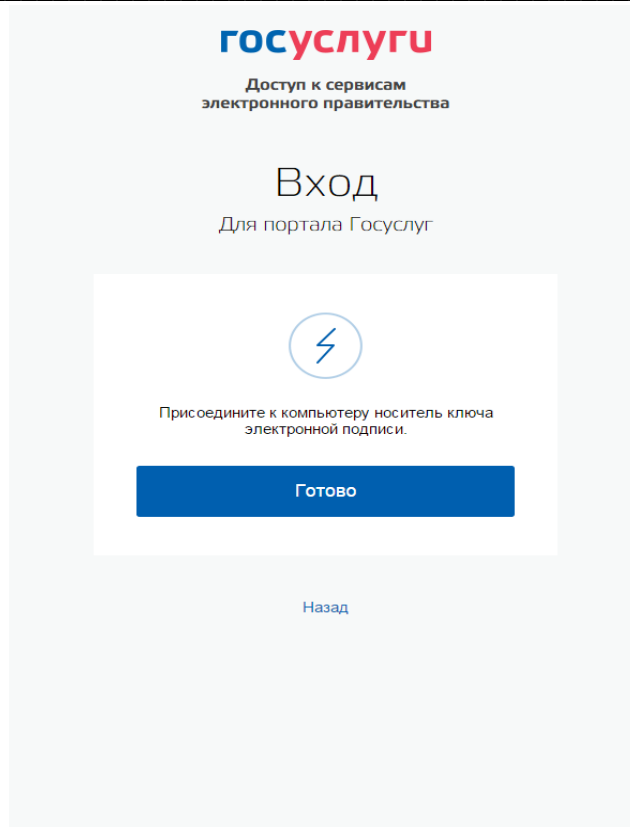 госуслуги
Доступ к сервисам
электронного правительства
Вход
Для портала Госуслуг
Присоедините к компьютеру носитель ключа
электронной подписи.
Готово
Назад